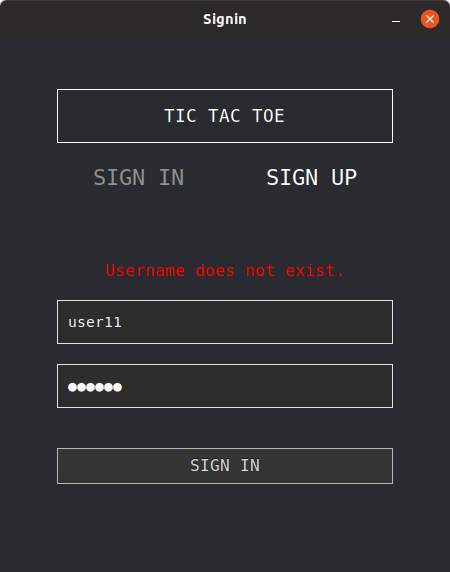 Signin
TIC TAC TOE
SIGN IN SIGN UP
Username does not exist.
user11
●●●●●●
SIGN IN